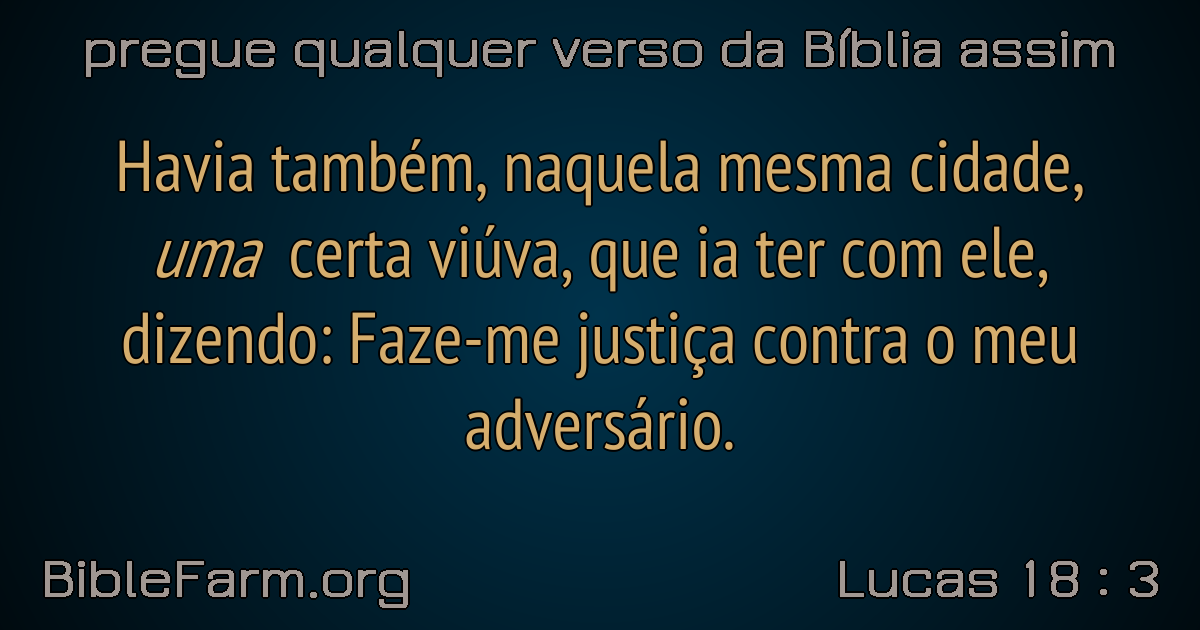 pregue qualquer verso da Bíblia assim
Havia também, naquela mesma cidade,
uma certa viúva, que ia ter com ele,
dizendo: Faze-me justiça contra o meu
adversário.
BibleFarm.org
Lucas 18 : 3